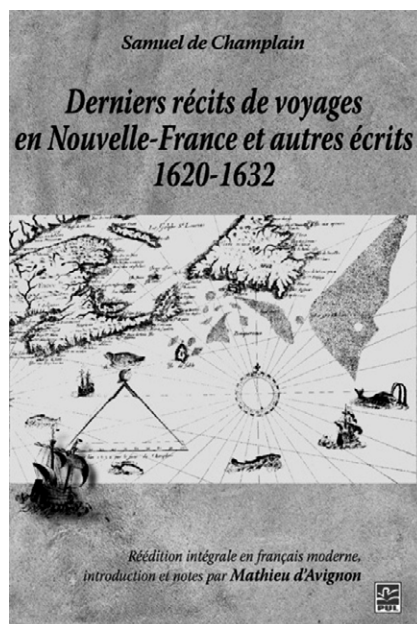 Samuel de Champlain
Derniers récits de voyages
en Nouvelle-France et autres écrits
1620-1632
Réédition intégrale en français moderne,
introduction et notes par Mathieu d'Avignon
PUL